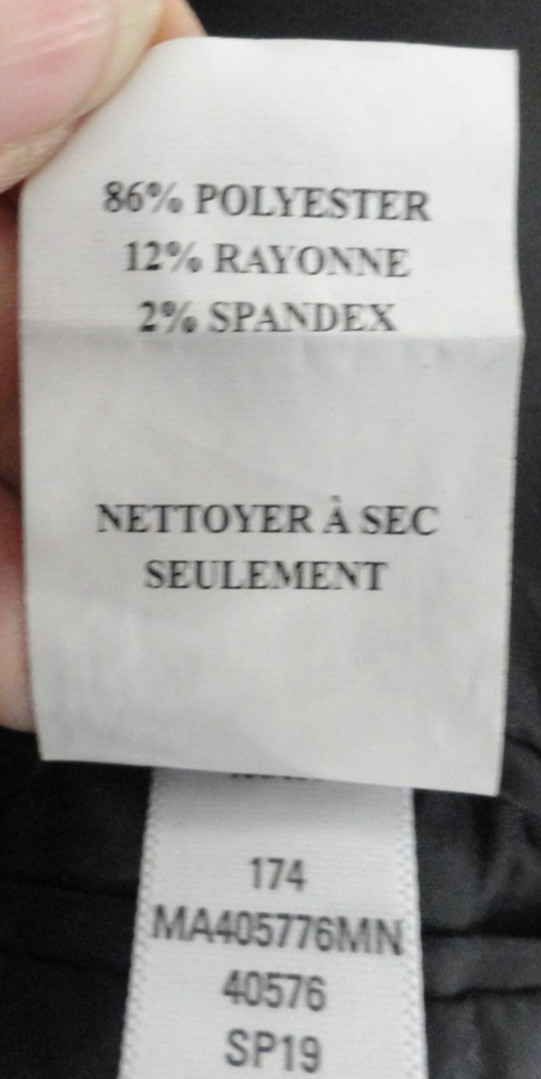 86% POLYESTER
12% RAYONNE
2% SPANDEX
NETTOYER À SEC
SEULEMENT
174
MA405776MN
40576
SP19